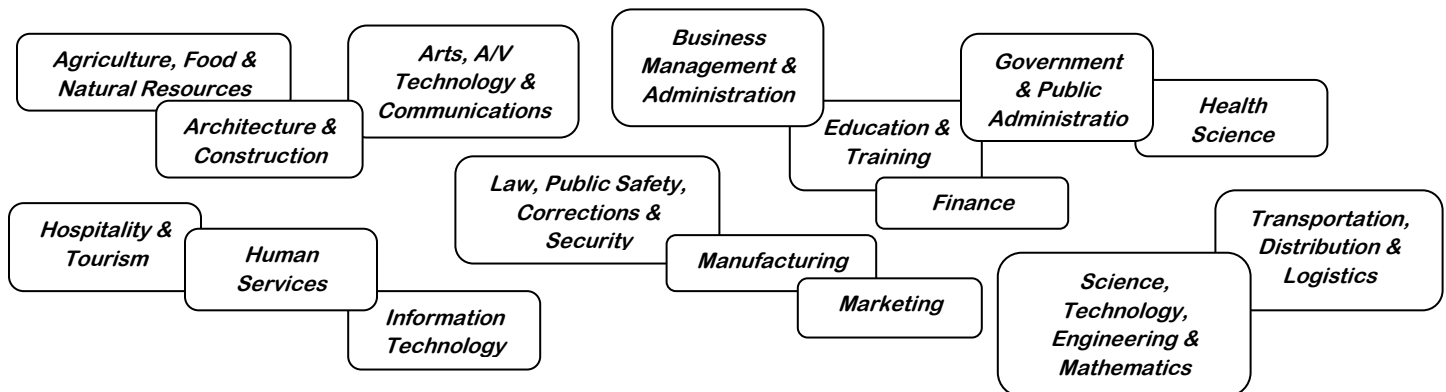 Agriculture, Food &
Natural Resources
Architecture &
Construction
Arts, A/V
Technology &
Communications
Business
Management &
Administration
Education &
Training
Finance
Government
& Public
Administratio
Health
Science
Hospitality &
Tourism
Human
Services
Information
Technology
Law, Public Safety,
Corrections &
Security
Manufacturing
Marketing
Science,
Technology,
Engineering &
Mathematics
Transportation,
Distribution &
Logistics